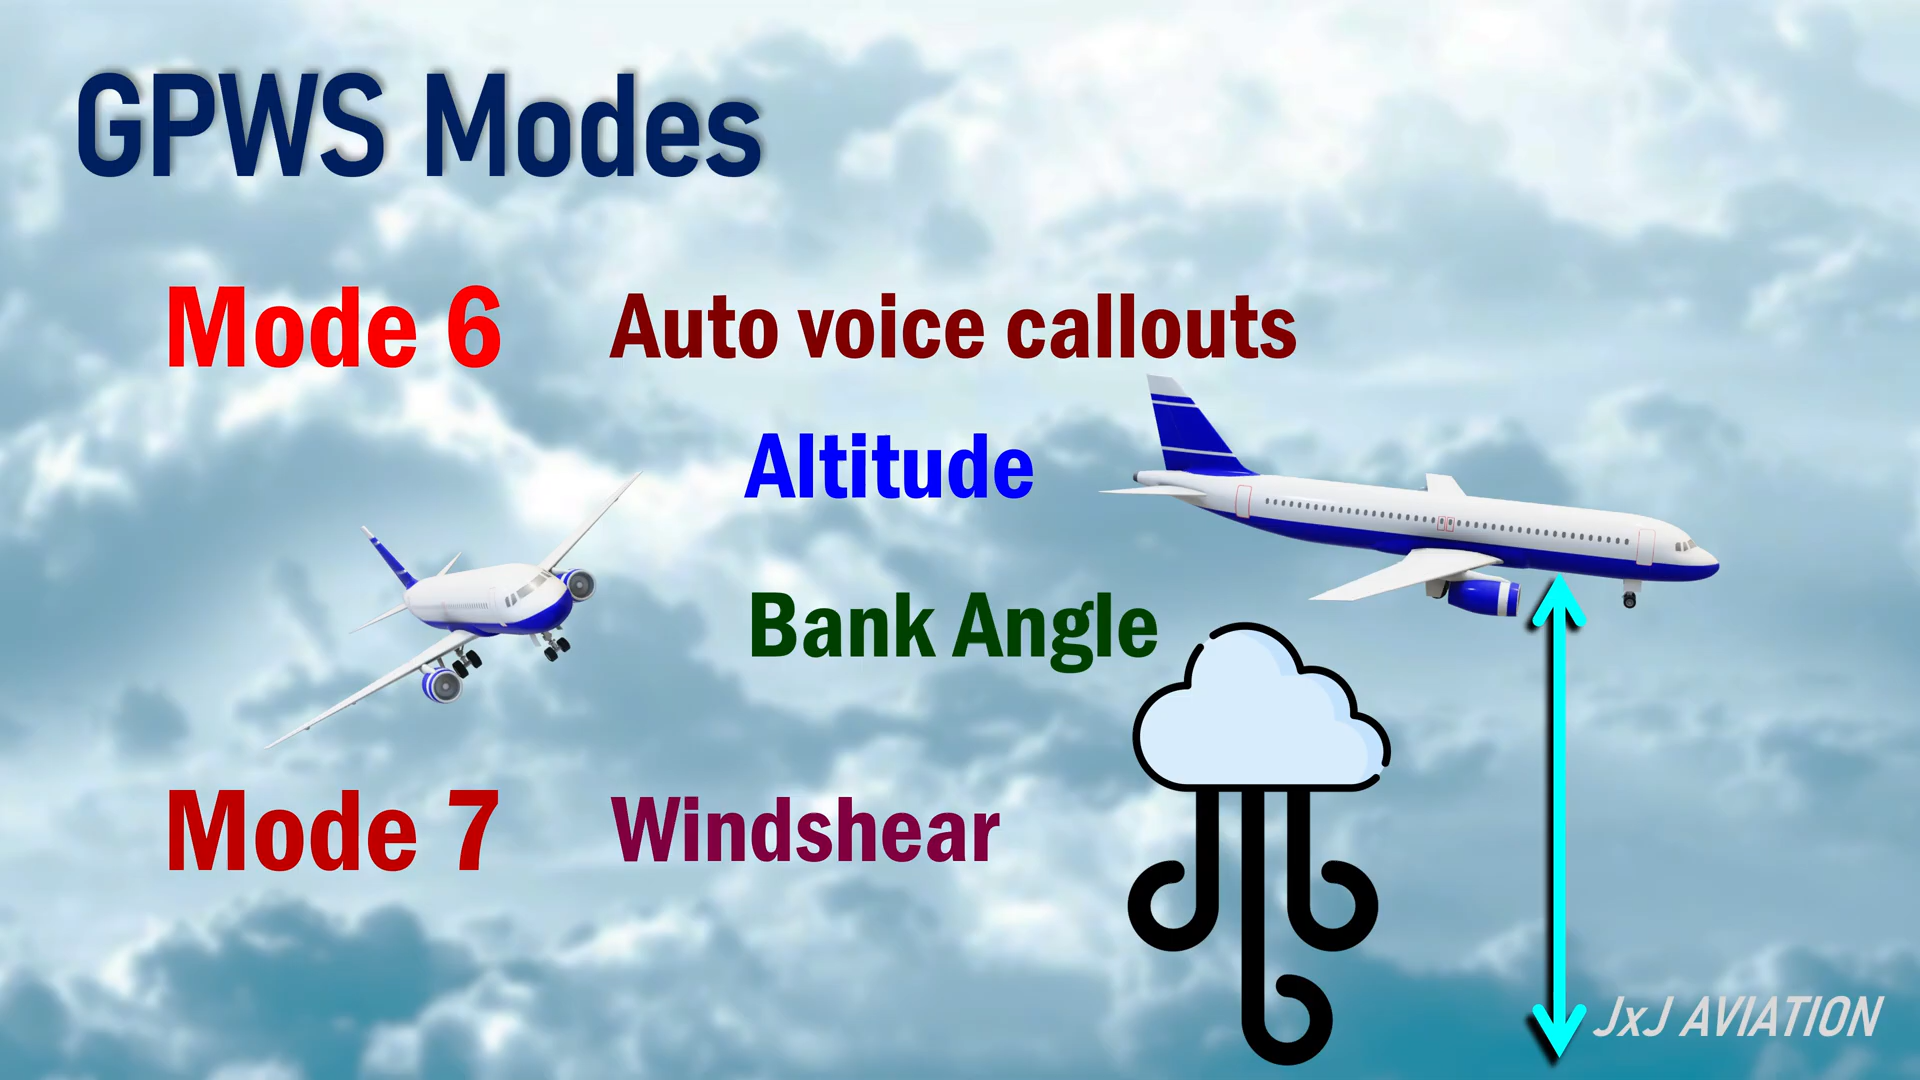 GPWS Modes
Mode 6
Auto voice callouts
Altitude
Bank Angle
Mode 7
Windshear
JxJ AVIATION